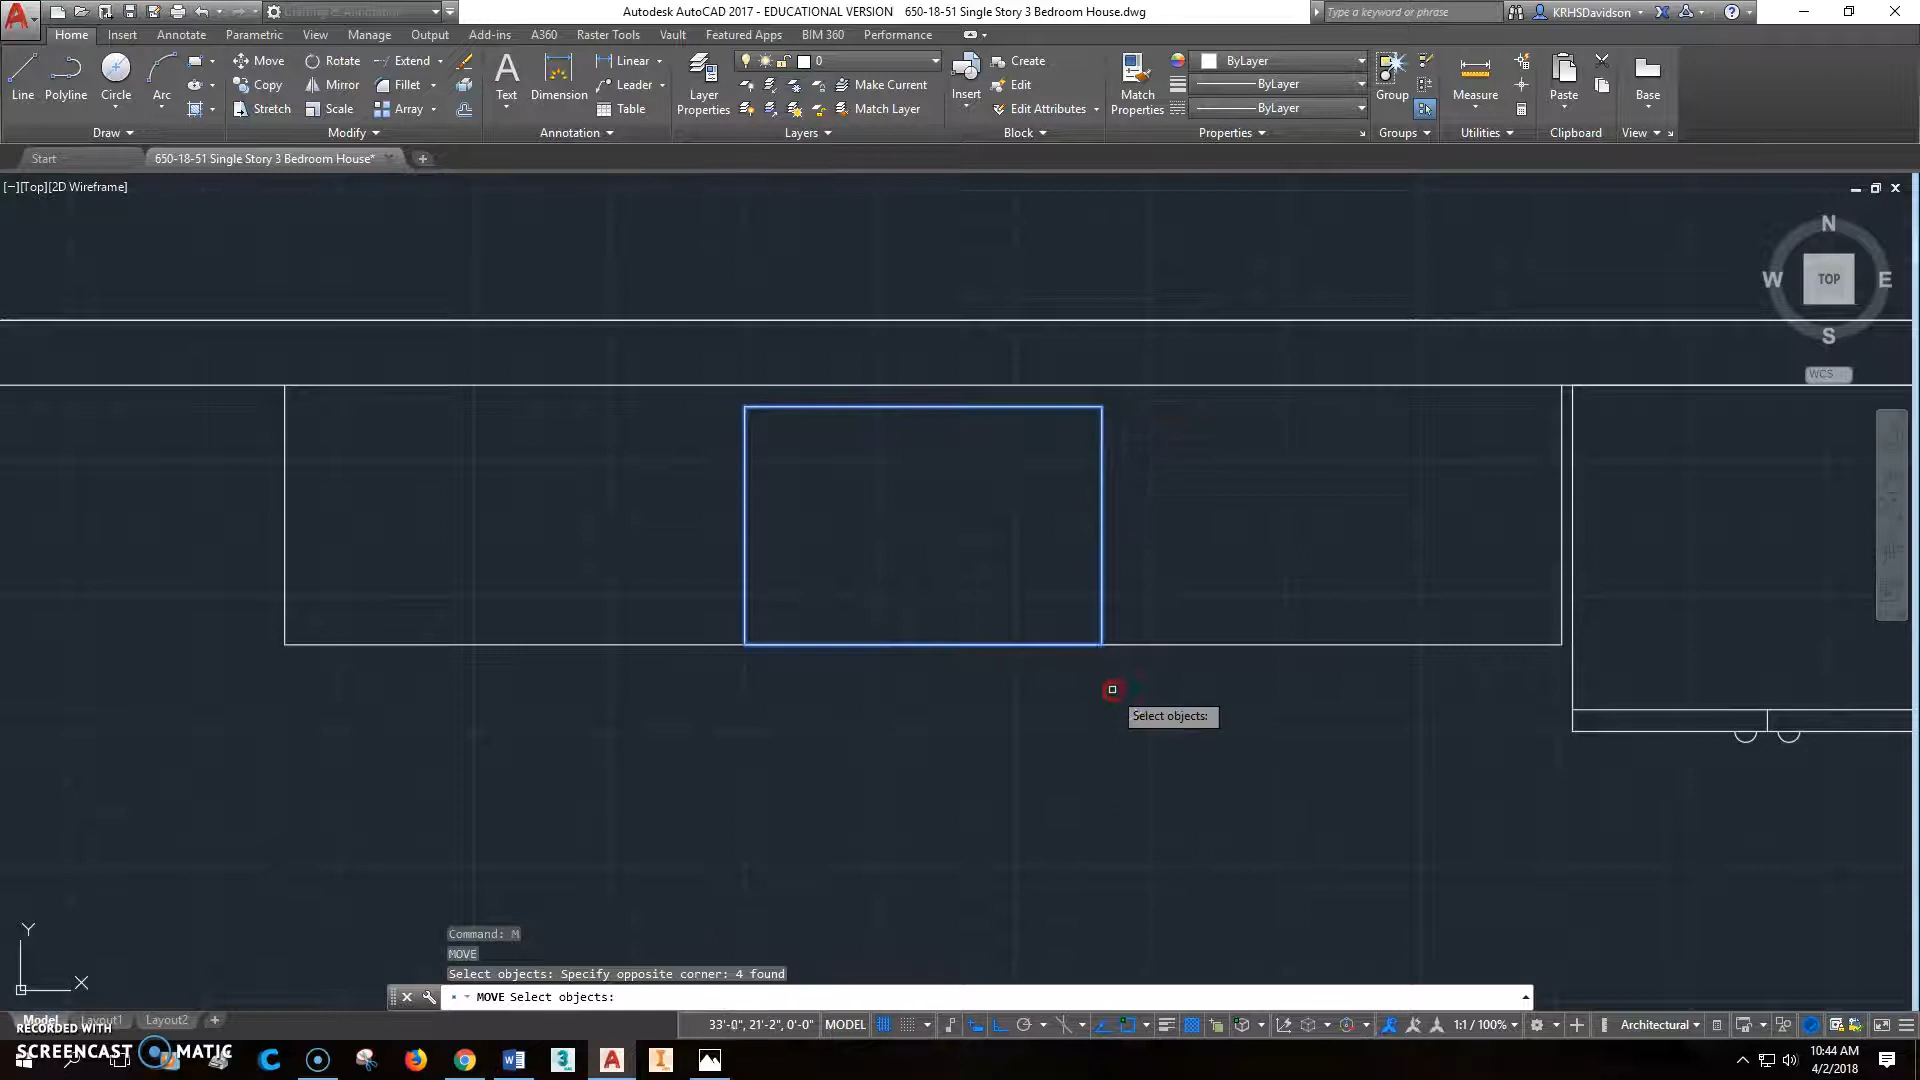 Autodesk AutoCAD 2017 - EDUCATIONAL VERSION 650-18-51 Single Story 3 Bedroom House.dwg
Type a keyword or phrase
KRHSDavidson
Home Insert Annotate Parametric View Manage Output Add-ins A360 Raster Tools Vault Featured Apps BIM 360 Performance
Line Polyline Circle Arc
Move Rotate Extend
Copy Mirror Fillet
Stretch Scale Array
Text Dimension
Linear
Leader
Table
Layer Properties
0
Make Current
Match Layer
Insert
Create
Edit
Edit Attributes
Match Properties
ByLayer
ByLayer
ByLayer
Group Measure Paste Base
Draw Modify Annotation Layers Block Properties Groups Utilities Clipboard View
Start 650-18-51 Single Story 3 Bedroom House*
[−][Top][2D Wireframe]
N
W TOP E
S
WCS
Select objects:
Y
X
Command: M
MOVE
Select objects: Specify opposite corner: 4 found
MOVE Select objects:
Model Layout1 Layout2
33'-0", 21'-2", 0'-0" MODEL 1:1 / 100% Architectural
RECORDED WITH
SCREENCAST MATIC
10:44 AM
4/2/2018